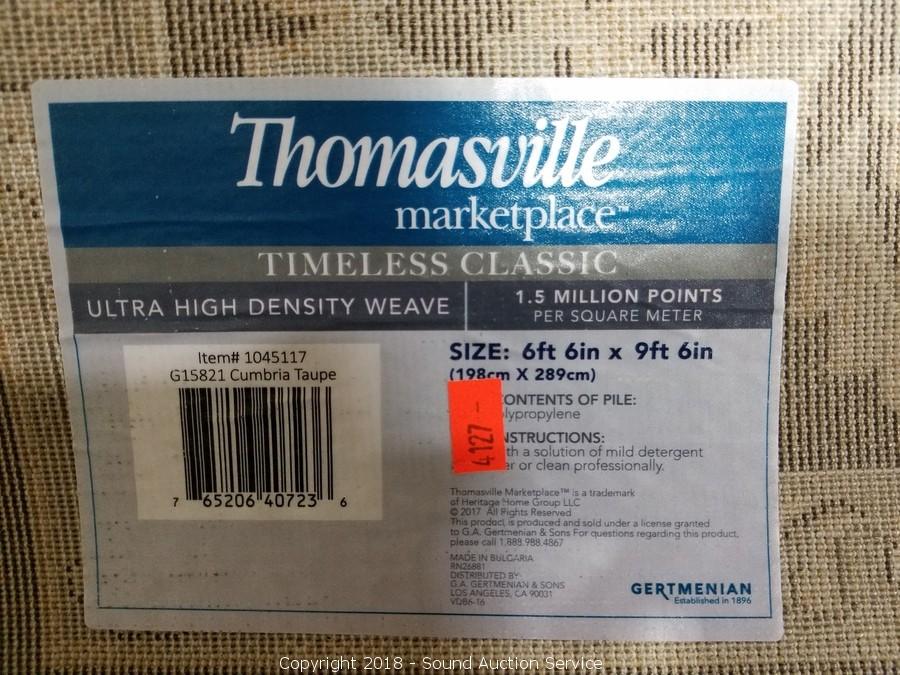 Thomasville
marketplace™
TIMELESS CLASSIC
ULTRA HIGH DENSITY WEAVE
1.5 MILLION POINTS
PER SQUARE METER
Item# 1045117
G15821 Cumbria Taupe
7 65206 40723 6
SIZE: 6ft 6in x 9ft 6in
(198cm X 289cm)
ONTENTS OF PILE:
lypropylene
NSTRUCTIONS:
th a solution of mild detergent
er or clean professionally.
4127 -
Thomasville Marketplace™ is a trademark
of Heritage Home Group LLC
© 2017 All Rights Reserved
This product is produced and sold under a license granted
to G.A. Gertmenian & Sons For questions regarding this product,
please call 1.888.988.4867
MADE IN BULGARIA
RN26881
DISTRIBUTED BY:
G.A. GERTMENIAN & SONS
LOS ANGELES, CA 90031
VDB6-16
GERTMENIAN
Established in 1896
Copyright 2018 - Sound Auction Service